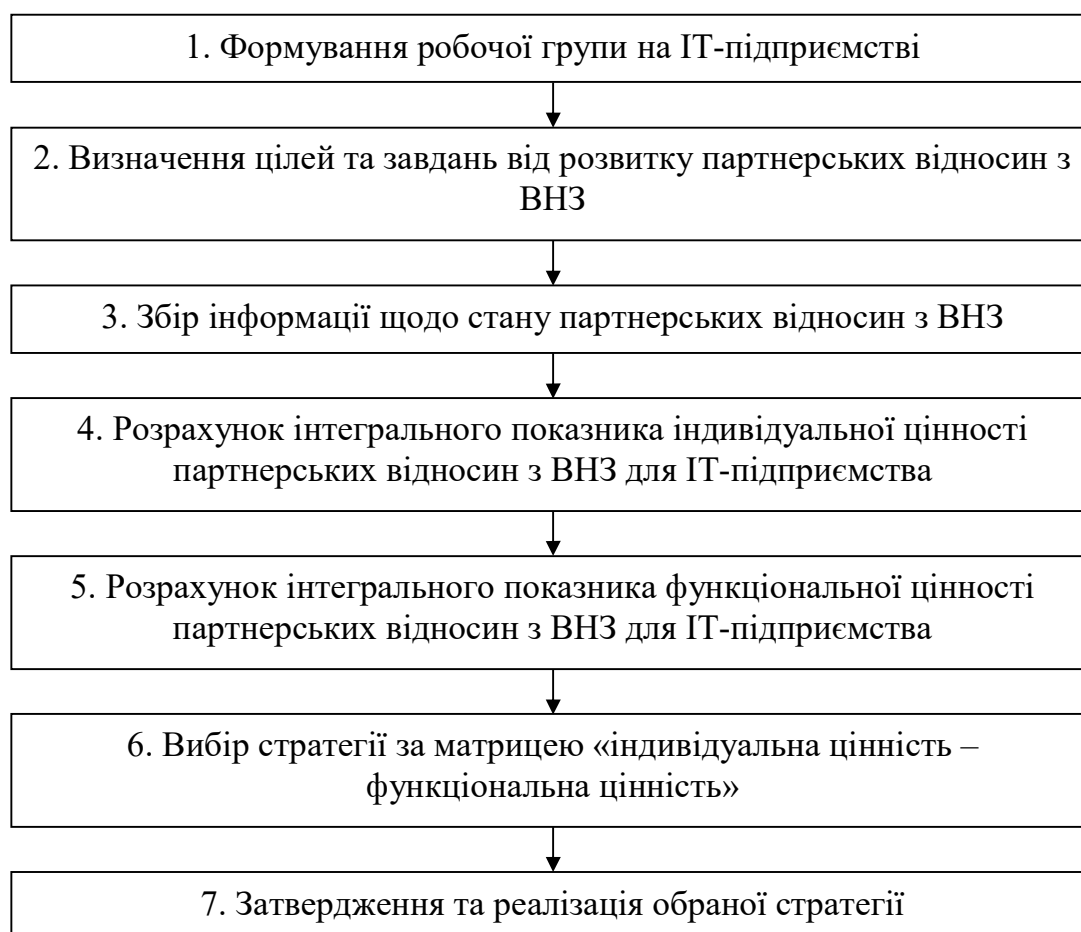 1. Формування робочої групи на ІТ-підприємстві
2. Визначення цілей та завдань від розвитку партнерських відносин з
ВНЗ
3. Збір інформації щодо стану партнерських відносин з ВНЗ
4. Розрахунок інтегрального показника індивідуальної цінності
партнерських відносин з ВНЗ для ІТ-підприємства
5. Розрахунок інтегрального показника функціональної цінності
партнерських відносин з ВНЗ для ІТ-підприємства
6. Вибір стратегії за матрицею «індивідуальна цінність –
функціональна цінність»
7. Затвердження та реалізація обраної стратегії